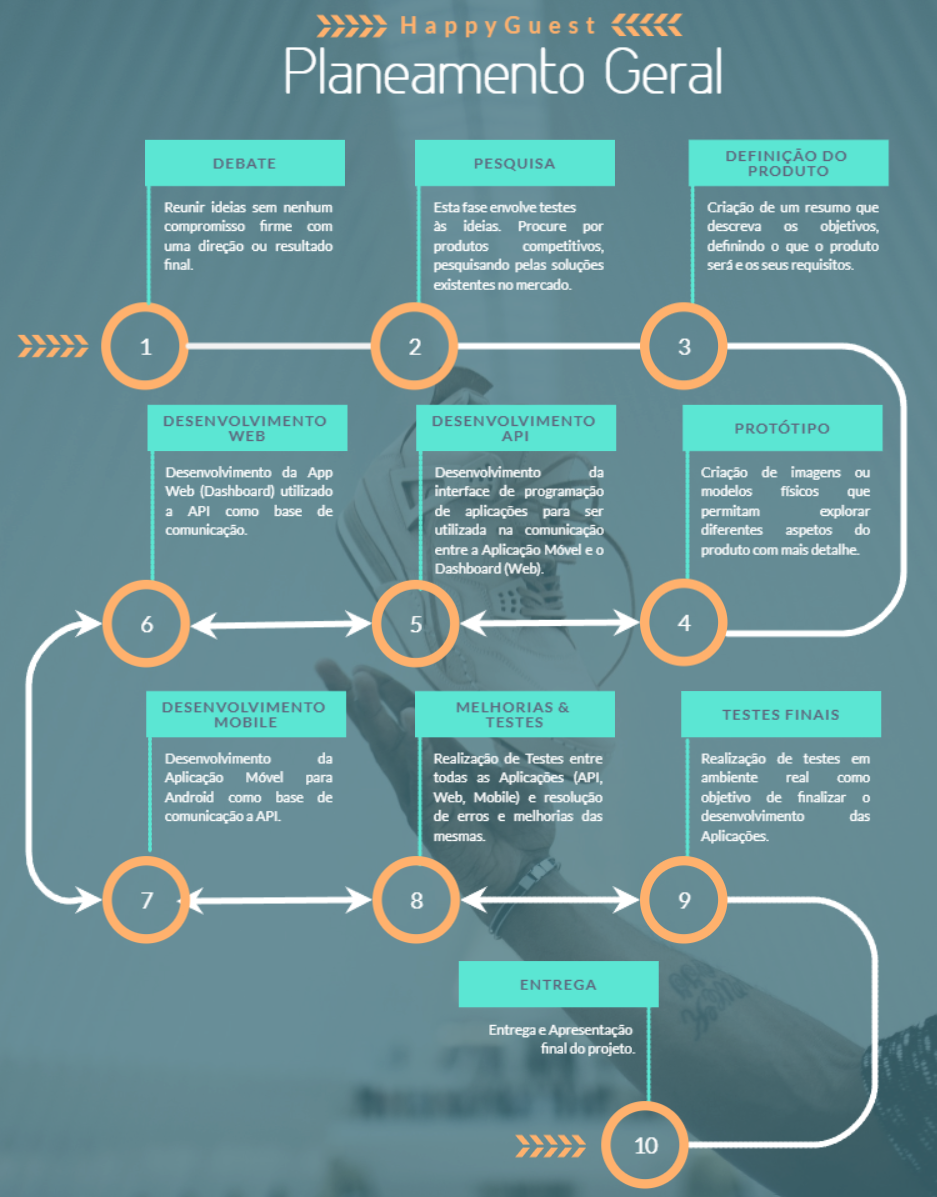 HappyGuest
Planeamento Geral
DEBATE
Reunir ideias sem nenhum
compromisso firme com
uma direção ou resultado
final.
1
PESQUISA
Esta fase envolve testes
às ideias. Procure por
produtos competitivos,
pesquisando pelas soluções
existentes no mercado.
2
DEFINIÇÃO DO
PRODUTO
Criação de um resumo que
descreva os objetivos,
definindo o que o produto
será e os seus requisitos.
3
PROTÓTIPO
Criação de imagens ou
modelos físicos que
permitam explorar
diferentes aspetos do
produto com mais detalhe.
4
DESENVOLVIMENTO
API
Desenvolvimento da
interface de programação
de aplicações para ser
utilizada na comunicação
entre a Aplicação Móvel e o
Dashboard (Web).
5
DESENVOLVIMENTO
WEB
Desenvolvimento da App
Web (Dashboard) utilizado
a API como base de
comunicação.
6
DESENVOLVIMENTO
MOBILE
Desenvolvimento da
Aplicação Móvel para
Android como base de
comunicação a API.
7
MELHORIAS &
TESTES
Realização de Testes entre
todas as Aplicações (API,
Web, Mobile) e resolução
de erros e melhorias das
mesmas.
8
TESTES FINAIS
Realização de testes em
ambiente real como
objetivo de finalizar o
desenvolvimento das
Aplicações.
9
ENTREGA
Entrega e Apresentação
final do projeto.
10